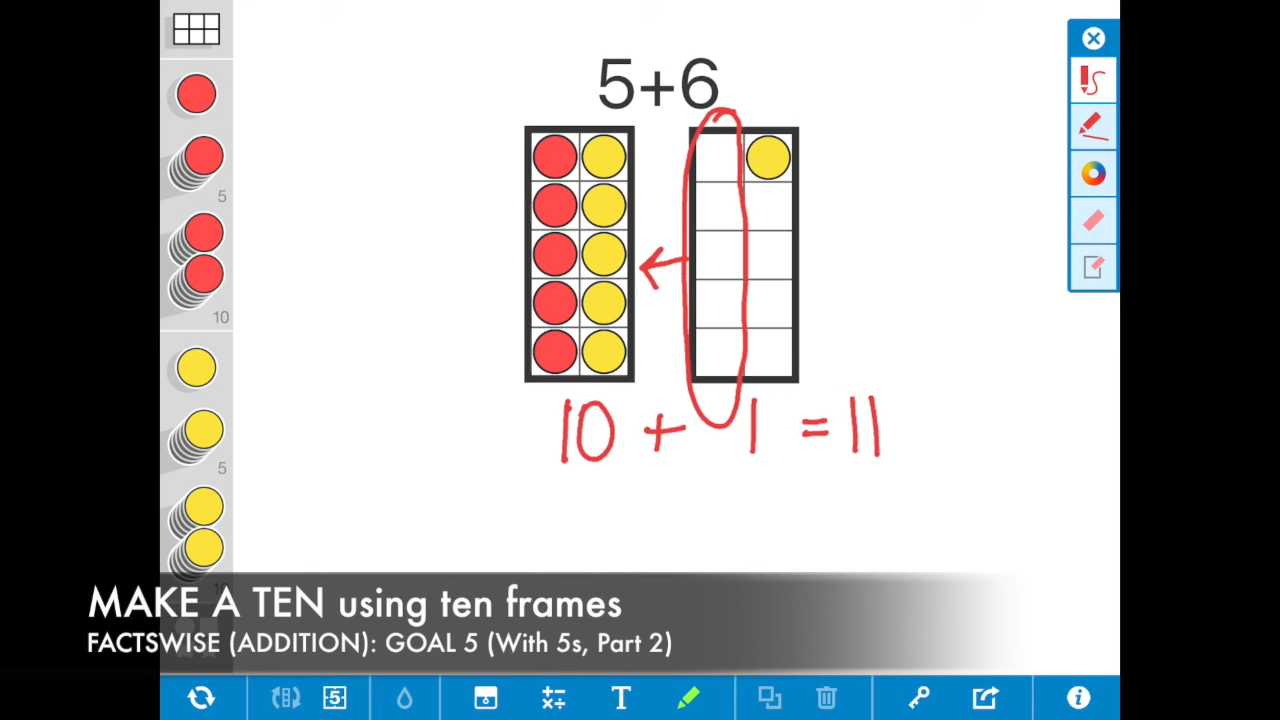 5+6
5
10
5
10 + 1 = 11
MAKE A TEN using ten frames
FACTSWISE (ADDITION): GOAL 5 (With 5s, Part 2)
5
T
i